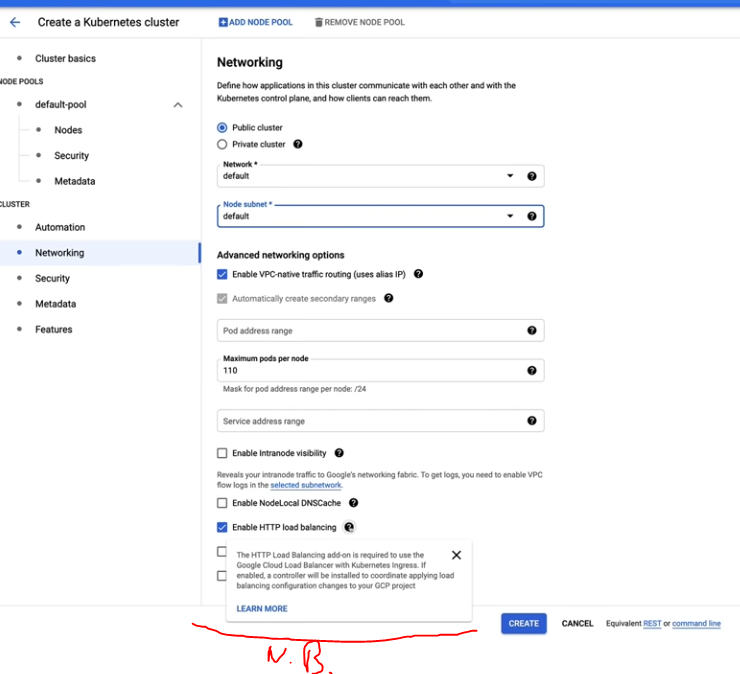 Create a Kubernetes cluster
ADD NODE POOL
REMOVE NODE POOL
Cluster basics
NODE POOLS
default-pool
Nodes
Security
Metadata
CLUSTER
Automation
Networking
Security
Metadata
Features
Networking
Define how applications in this cluster communicate with each other and with the
Kubernetes control plane, and how clients can reach them.
Public cluster
Private cluster
Network *
default
Node subnet *
default
Advanced networking options
Enable VPC-native traffic routing (uses alias IP)
Automatically create secondary ranges
Pod address range
Maximum pods per node
110
Mask for pod address range per node: /24
Service address range
Enable Intranode visibility
Reveals your intranode traffic to Google's networking fabric. To get logs, you need to enable VPC
flow logs in the selected subnetwork.
Enable NodeLocal DNSCache
Enable HTTP load balancing
The HTTP Load Balancing add-on is required to use the
Google Cloud Load Balancer with Kubernetes Ingress. If
enabled, a controller will be installed to coordinate applying load
balancing configuration changes to your GCP project
LEARN MORE
CREATE
CANCEL
Equivalent REST or command line
N.B.